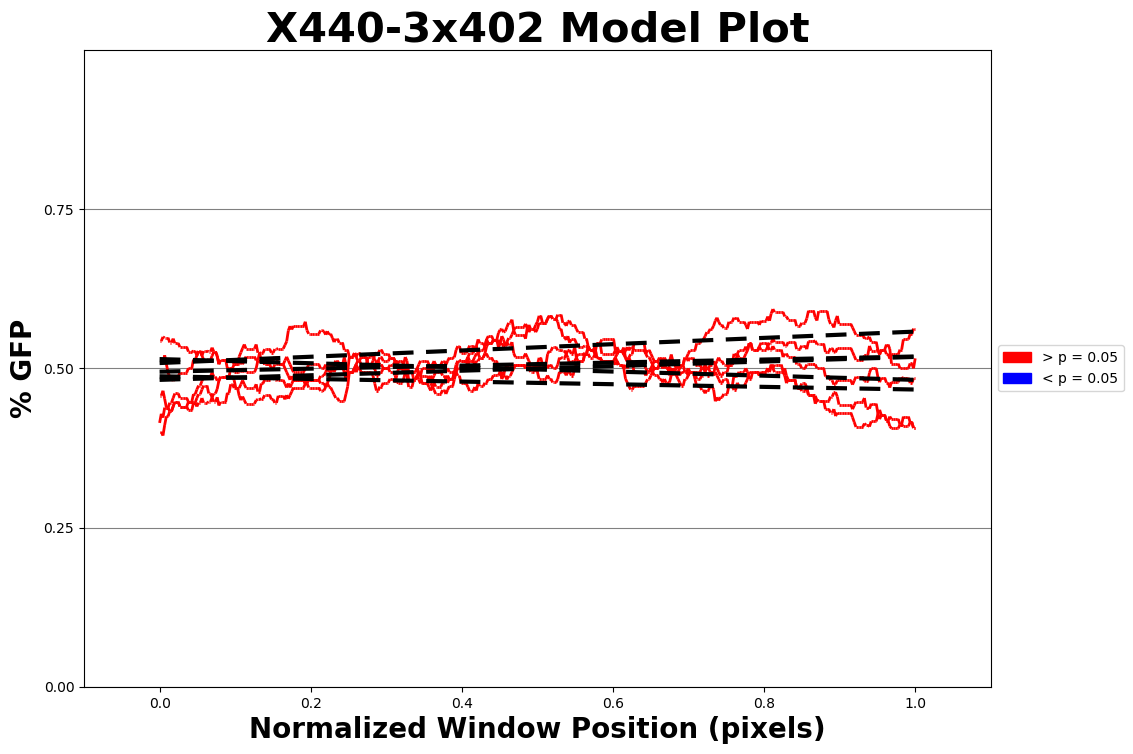 X440-3x402 Model Plot
% GFP
0.75
0.50
0.25
0.00
0.0 0.2 0.4 0.6 0.8 1.0
Normalized Window Position (pixels)
> p = 0.05
< p = 0.05